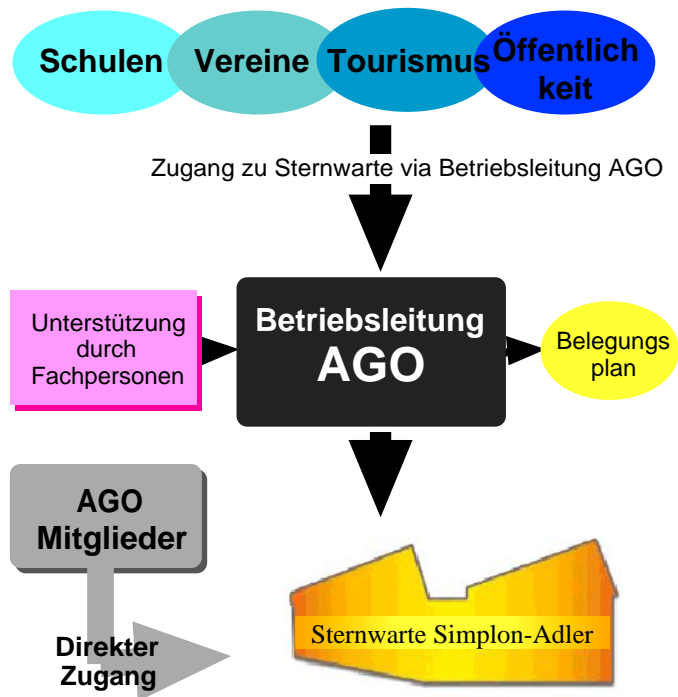 Schulen Vereine Tourismus Öffentlich
keit
Zugang zu Sternwarte via Betriebsleitung AGO
Unterstützung
durch
Fachpersonen
Betriebsleitung
AGO
Belegungs
plan
AGO
Mitglieder
Direkter
Zugang
Sternwarte Simplon-Adler